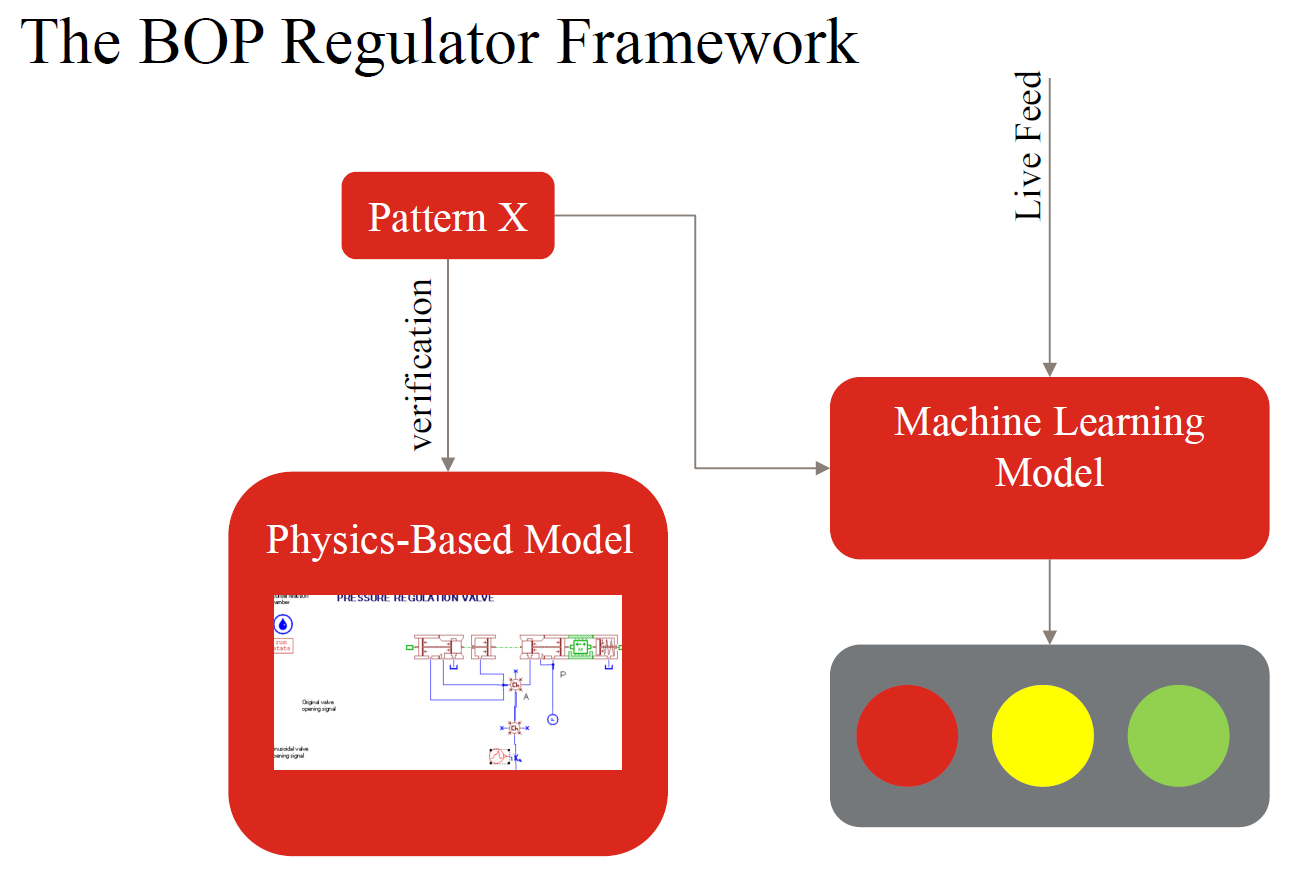 The BOP Regulator Framework
Live Feed
Pattern X
verification
Machine Learning
Model
Physics-Based Model
PRESSURE REGULATION VALVE
P
A
Original valve
opening signal